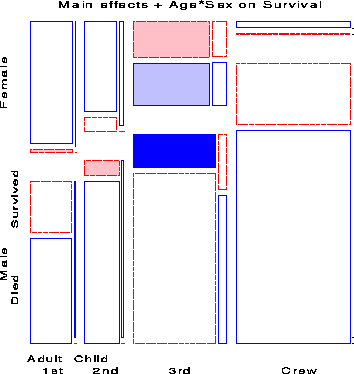 Main effects + Age*Sex on Survival
Female
Survived
Male
Died
Adult Child
1st 2nd 3rd Crew